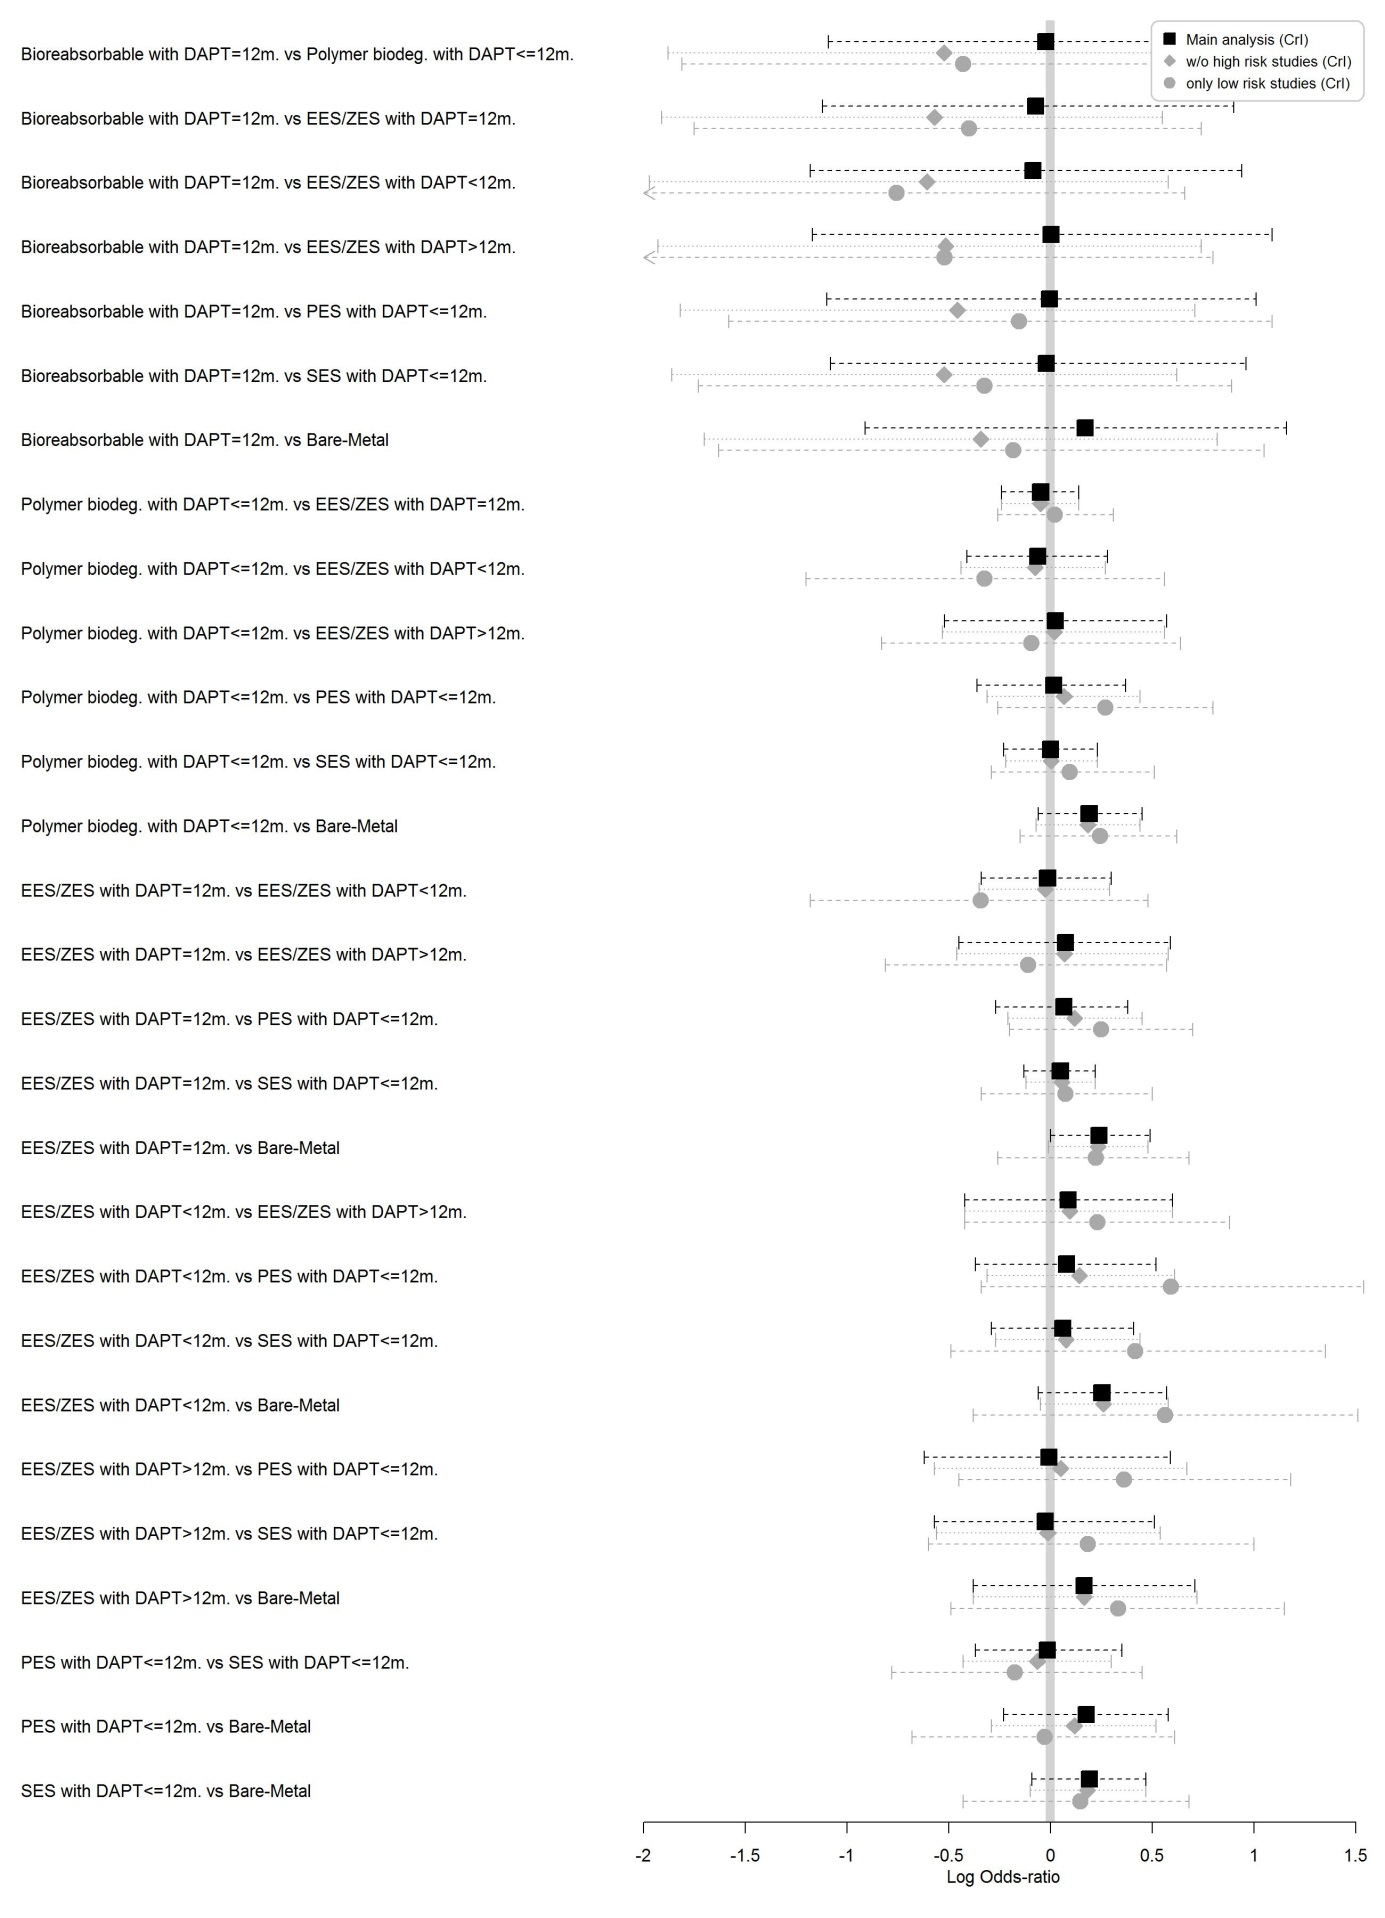 Main analysis (CrI)
w/o high risk studies (CrI)
only low risk studies (CrI)
Bioreabsorbable with DAPT=12m. vs Polymer biodeg. with DAPT<=12m.
Bioreabsorbable with DAPT=12m. vs EES/ZES with DAPT=12m.
Bioreabsorbable with DAPT=12m. vs EES/ZES with DAPT<12m.
Bioreabsorbable with DAPT=12m. vs EES/ZES with DAPT>12m.
Bioreabsorbable with DAPT=12m. vs PES with DAPT<=12m.
Bioreabsorbable with DAPT=12m. vs SES with DAPT<=12m.
Bioreabsorbable with DAPT=12m. vs Bare-Metal
Polymer biodeg. with DAPT<=12m. vs EES/ZES with DAPT=12m.
Polymer biodeg. with DAPT<=12m. vs EES/ZES with DAPT<12m.
Polymer biodeg. with DAPT<=12m. vs EES/ZES with DAPT>12m.
Polymer biodeg. with DAPT<=12m. vs PES with DAPT<=12m.
Polymer biodeg. with DAPT<=12m. vs SES with DAPT<=12m.
Polymer biodeg. with DAPT<=12m. vs Bare-Metal
EES/ZES with DAPT=12m. vs EES/ZES with DAPT<12m.
EES/ZES with DAPT=12m. vs EES/ZES with DAPT>12m.
EES/ZES with DAPT=12m. vs PES with DAPT<=12m.
EES/ZES with DAPT=12m. vs SES with DAPT<=12m.
EES/ZES with DAPT=12m. vs Bare-Metal
EES/ZES with DAPT<12m. vs EES/ZES with DAPT>12m.
EES/ZES with DAPT<12m. vs PES with DAPT<=12m.
EES/ZES with DAPT<12m. vs SES with DAPT<=12m.
EES/ZES with DAPT<12m. vs Bare-Metal
EES/ZES with DAPT>12m. vs PES with DAPT<=12m.
EES/ZES with DAPT>12m. vs SES with DAPT<=12m.
EES/ZES with DAPT>12m. vs Bare-Metal
PES with DAPT<=12m. vs SES with DAPT<=12m.
PES with DAPT<=12m. vs Bare-Metal
SES with DAPT<=12m. vs Bare-Metal
-2 -1.5 -1 -0.5 0 0.5 1 1.5
Log Odds-ratio